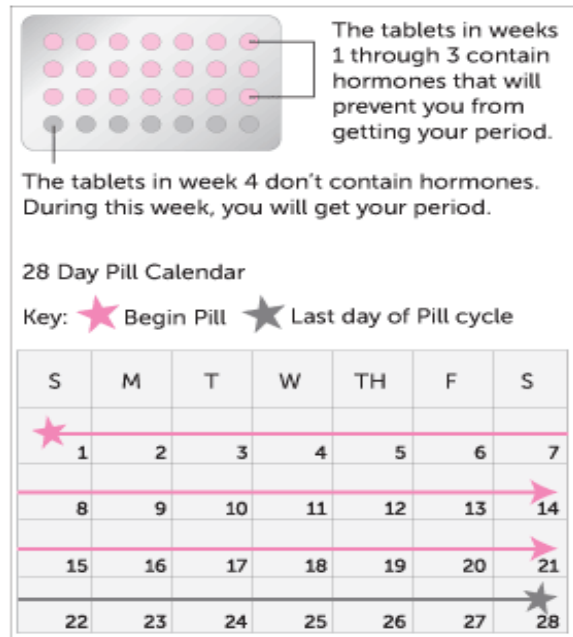 The tablets in weeks
1 through 3 contain
hormones that will
prevent you from
getting your period.
The tablets in week 4 don't contain hormones.
During this week, you will get your period.
28 Day Pill Calendar
Key: Begin Pill Last day of Pill cycle
S M T W TH F S
1 2 3 4 5 6 7
8 9 10 11 12 13 14
15 16 17 18 19 20 21
22 23 24 25 26 27 28